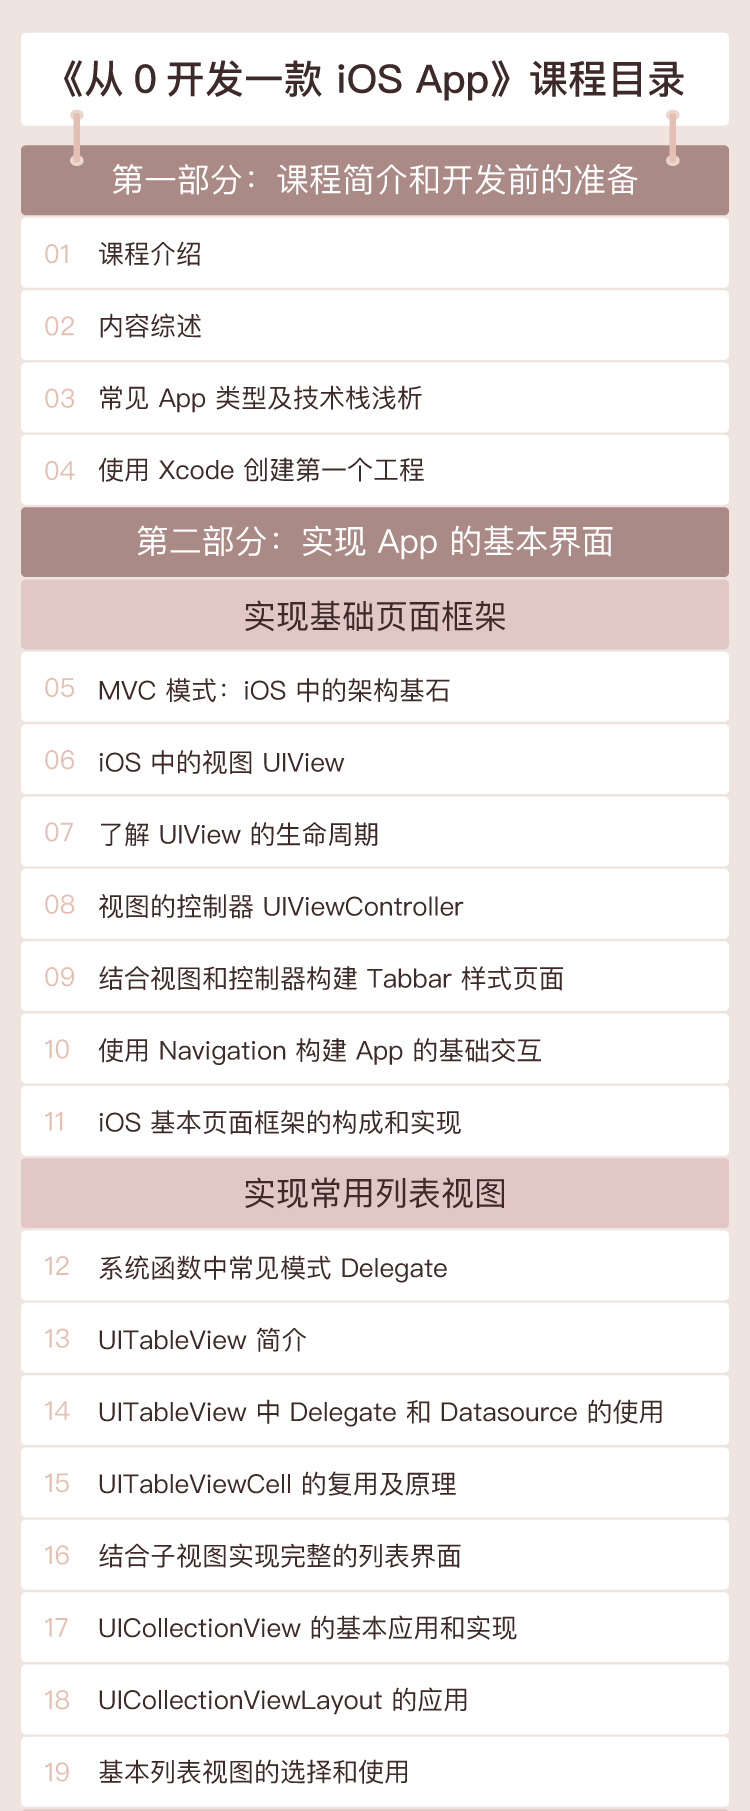 《从 0 开发一款 iOS App》课程目录
第一部分：课程简介和开发前的准备
01 课程介绍
02 内容综述
03 常见 App 类型及技术栈浅析
04 使用 Xcode 创建第一个工程
第二部分：实现 App 的基本界面
实现基础页面框架
05 MVC 模式：iOS 中的架构基石
06 iOS 中的视图 UIView
07 了解 UIView 的生命周期
08 视图的控制器 UIViewController
09 结合视图和控制器构建 Tabbar 样式页面
10 使用 Navigation 构建 App 的基础交互
11 iOS 基本页面框架的构成和实现
实现常用列表视图
12 系统函数中常见模式 Delegate
13 UITableView 简介
14 UITableView 中 Delegate 和 Datasource 的使用
15 UITableViewCell 的复用及原理
16 结合子视图实现完整的列表界面
17 UICollectionView 的基本应用和实现
18 UICollectionViewLayout 的应用
19 基本列表视图的选择和使用